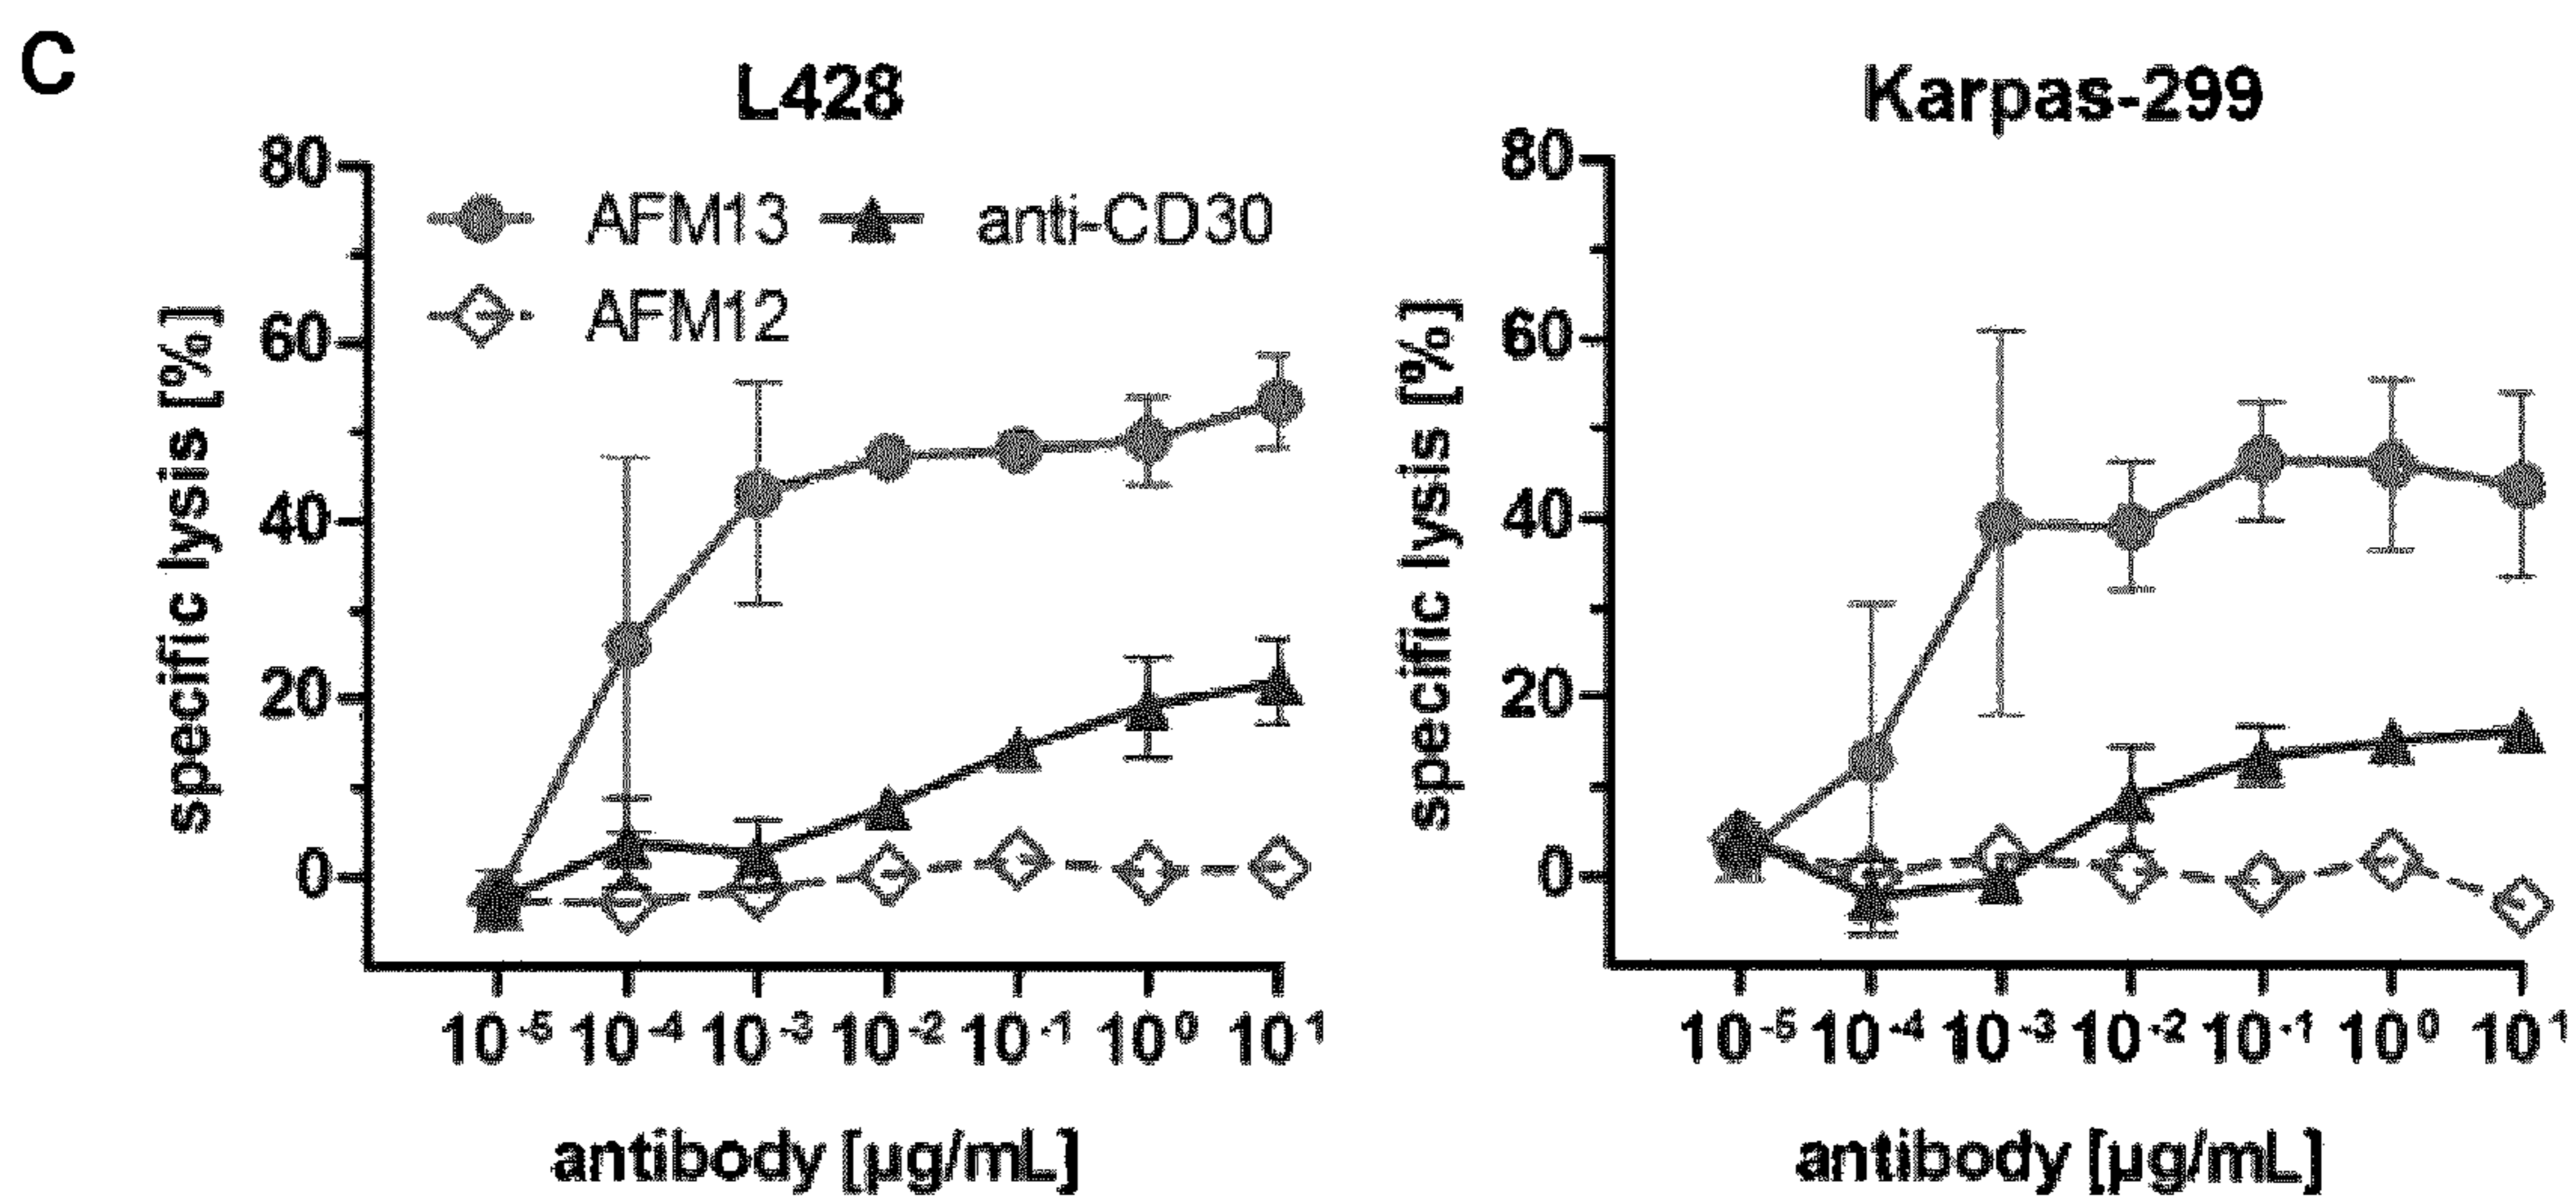 C
L428
80
60
40
20
0
AFM13
anti-CD30
AFM12
specific lysis [%]
10⁻⁵ 10⁻⁴ 10⁻³ 10⁻² 10⁻¹ 10⁰ 10¹
antibody [µg/mL]
Karpas-299
80
60
40
20
0
specific lysis [%]
10⁻⁵ 10⁻⁴ 10⁻³ 10⁻² 10⁻¹ 10⁰ 10¹
antibody [µg/mL]